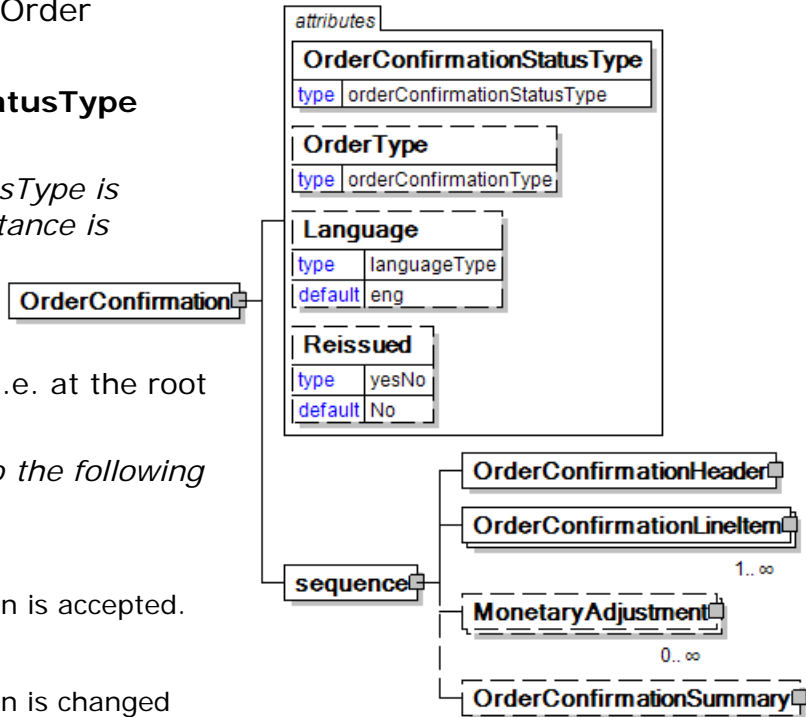 Order
atusType
sType is
tance is
.e. at the root
o the following
n is accepted.
n is changed
attributes
OrderConfirmationStatusType
type orderConfirmationStatusType
OrderType
type orderConfirmationType
Language
type languageType
default eng
OrderConfirmation
Reissued
type yesNo
default No
OrderConfirmationHeader
OrderConfirmationLineItem
1..∞
sequence
MonetaryAdjustment
0..∞
OrderConfirmationSummary